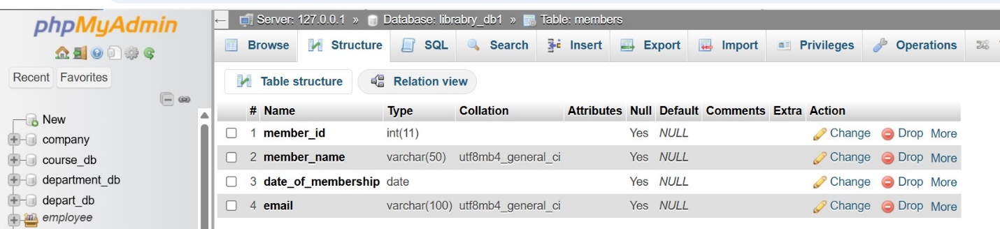 phpMyAdmin
Recent Favorites
New
company
course_db
department_db
depart_db
employee
Server: 127.0.0.1 » Database: librabry_db1 » Table: members
Browse Structure SQL Search Insert Export Import Privileges Operations
Table structure Relation view
# Name Type Collation Attributes Null Default Comments Extra Action
1 member_id int(11) Yes NULL Change Drop More
2 member_name varchar(50) utf8mb4_general_ci Yes NULL Change Drop More
3 date_of_membership date Yes NULL Change Drop More
4 email varchar(100) utf8mb4_general_ci Yes NULL Change Drop More